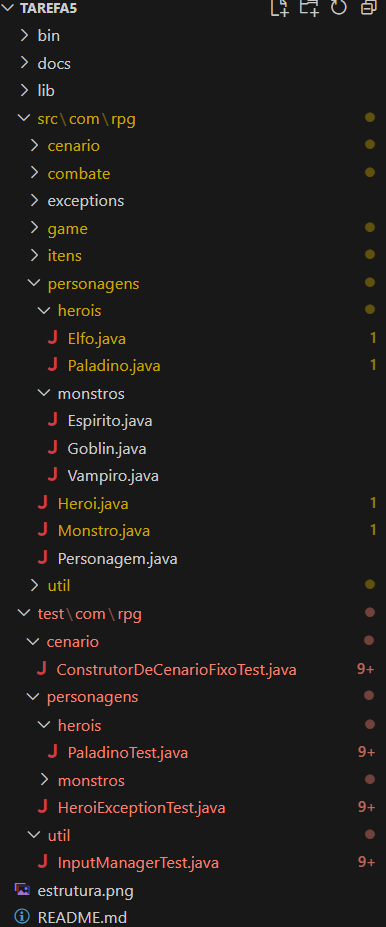 TAREFA5
bin
docs
lib
src\com\rpg
cenario
combate
exceptions
game
itens
personagens
herois
J Elfo.java 1
J Paladino.java 1
monstros
J Espirito.java
J Goblin.java
J Vampiro.java
J Heroi.java 1
J Monstro.java 1
J Personagem.java
util
test\com\rpg
cenario
J ConstrutorDeCenarioFixoTest.java 9+
personagens
herois
J PaladinoTest.java 9+
monstros
J HeroiExceptionTest.java 9+
util
J InputManagerTest.java 9+
estrutura.png
README.md